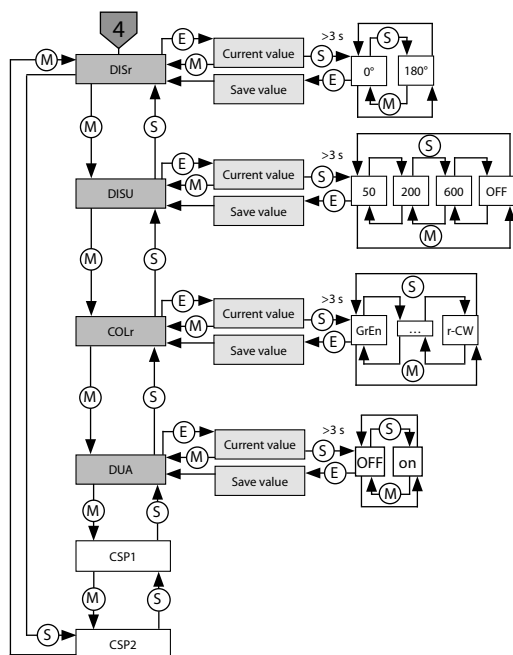 4
M
E
Current value
>3 s
S
DISr
M
S
0°
180°
Save value
E
M
M
S
E
Current value
>3 s
S
DISU
M
S
50
200
600
OFF
Save value
E
M
M
S
E
Current value
>3 s
S
COLr
M
S
GrEn
...
r-CW
Save value
E
M
M
S
E
Current value
>3 s
S
DUA
M
S
OFF
on
Save value
E
M
M
S
CSP1
M
S
S
CSP2